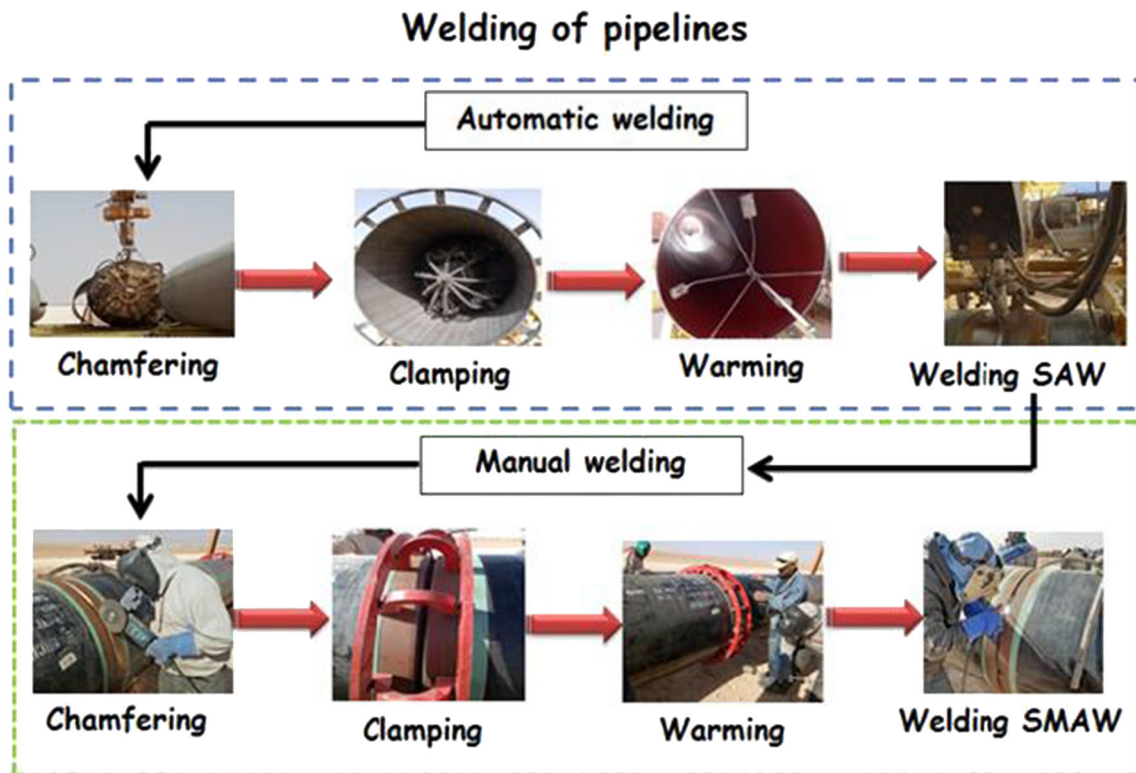 Welding of pipelines
Automatic welding
Chamfering
Clamping
Warming
Welding SAW
Manual welding
Chamfering
Clamping
Warming
Welding SMAW